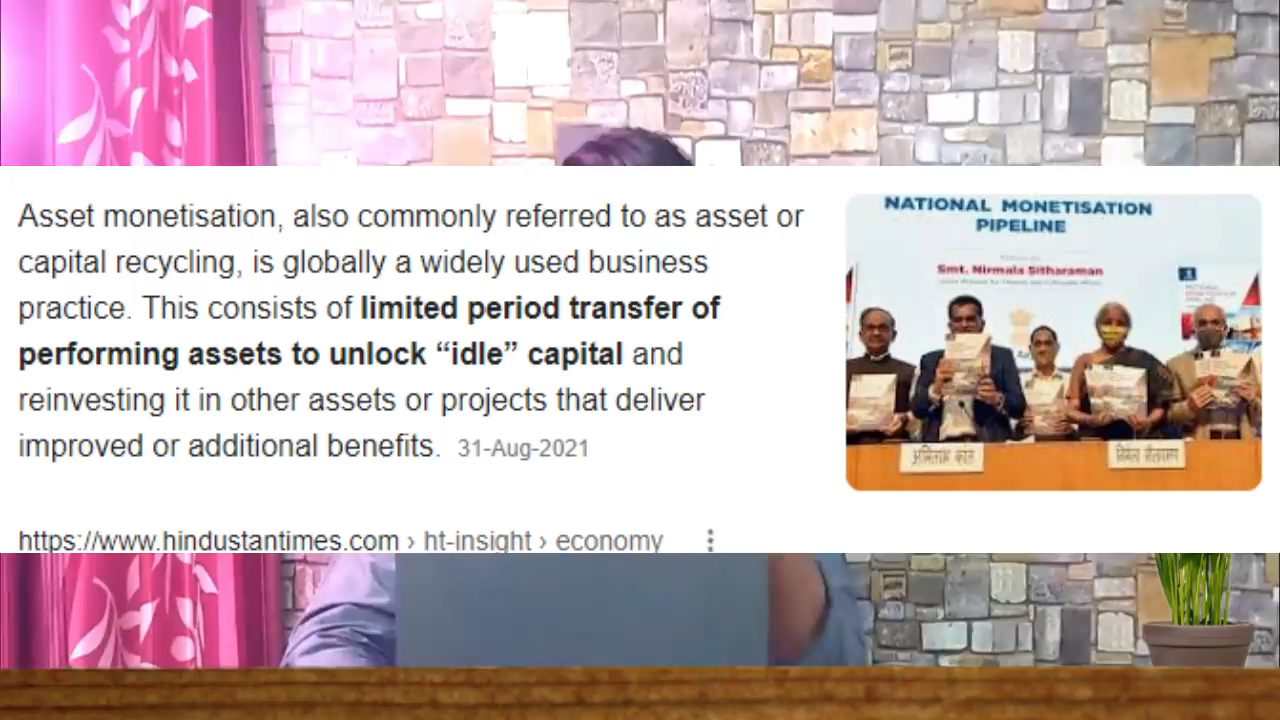 Asset monetisation, also commonly referred to as asset or
capital recycling, is globally a widely used business
practice. This consists of limited period transfer of
performing assets to unlock “idle” capital and
reinvesting it in other assets or projects that deliver
improved or additional benefits. 31-Aug-2021
https://www.hindustantimes.com › ht-insight › economy
NATIONAL MONETISATION
PIPELINE
Smt. Nirmala Sitharaman
अमिताभ कांत
निर्मला सीतारमण